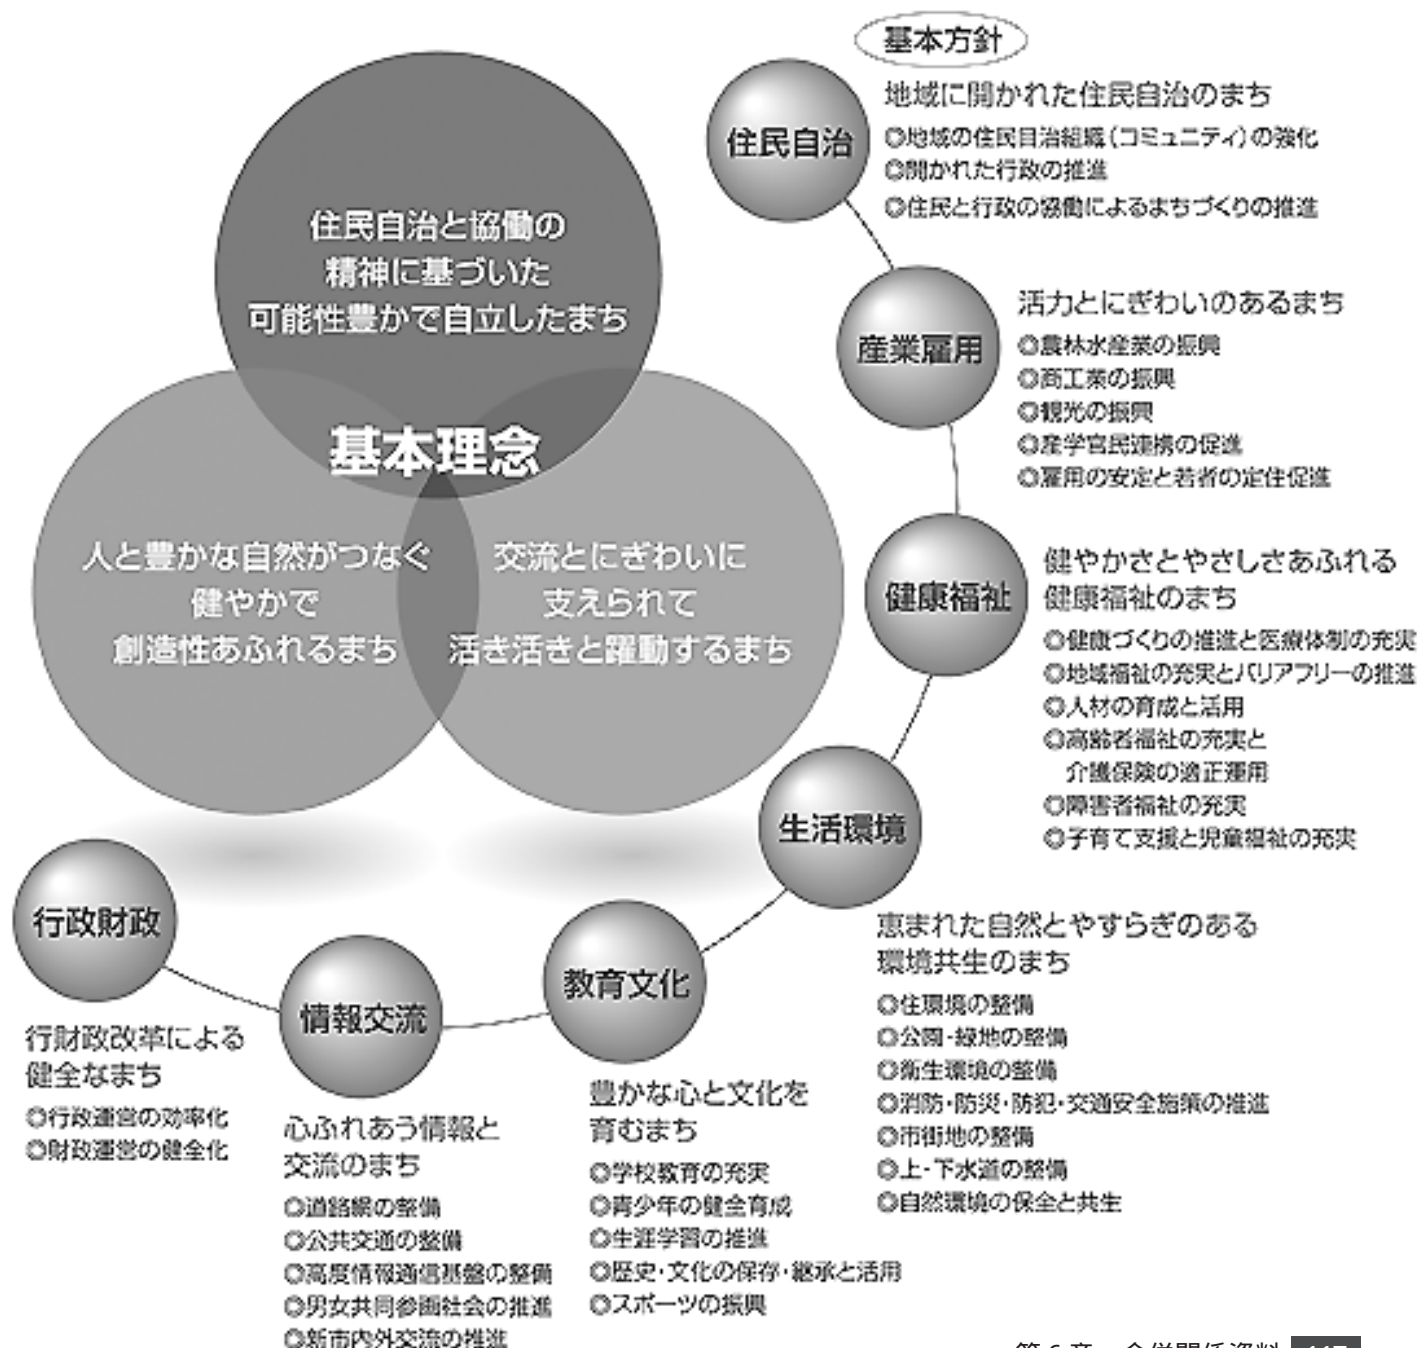 基本方針
住民自治
地域に開かれた住民自治のまち
◎地域の住民自治組織（コミュニティ）の強化
◎開かれた行政の推進
◎住民と行政の協働によるまちづくりの推進
住民自治と協働の
精神に基づいた
可能性豊かで自立したまち
基本理念
人と豊かな自然がつなぐ
健やかで
創造性あふれるまち
交流とにぎわいに
支えられて
活き活きと躍動するまち
産業雇用
活力とにぎわいのあるまち
◎農林水産業の振興
◎商工業の振興
◎観光の振興
◎産学官民連携の促進
◎雇用の安定と若者の定住促進
健康福祉
健やかさとやさしさあふれる
健康福祉のまち
◎健康づくりの推進と医療体制の充実
◎地域福祉の充実とバリアフリーの推進
◎人材の育成と活用
◎高齢者福祉の充実と
介護保険の適正運用
◎障害者福祉の充実
◎子育て支援と児童福祉の充実
生活環境
恵まれた自然とやすらぎのある
環境共生のまち
◎住環境の整備
◎公園・緑地の整備
◎衛生環境の整備
◎消防・防災・防犯・交通安全施策の推進
◎市街地の整備
◎上・下水道の整備
◎自然環境の保全と共生
教育文化
豊かな心と文化を
育むまち
◎学校教育の充実
◎青少年の健全育成
◎生涯学習の推進
◎歴史・文化の保存・継承と活用
◎スポーツの振興
情報交流
心ふれあう情報と
交流のまち
◎道路網の整備
◎公共交通の整備
◎高度情報通信基盤の整備
◎男女共同参画社会の推進
◎新市内外交流の推進
行政財政
行財政改革による
健全なまち
◎行政運営の効率化
◎財政運営の健全化